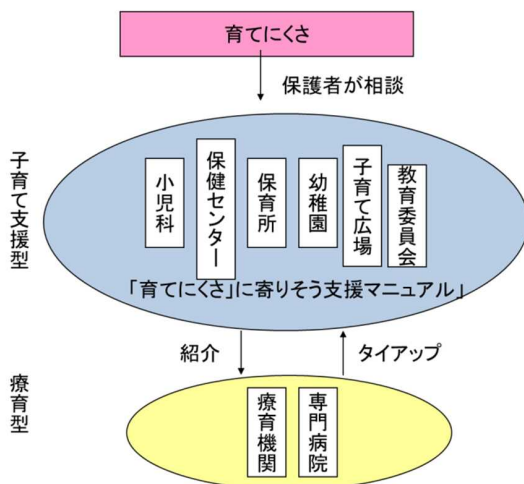 育てにくさ
保護者が相談
子育て支援型
小児科
保健センター
保育所
幼稚園
子育て広場
教育委員会
「育てにくさ」に寄りそう支援マニュアル」
紹介
タイアップ
療育型
療育機関
専門病院